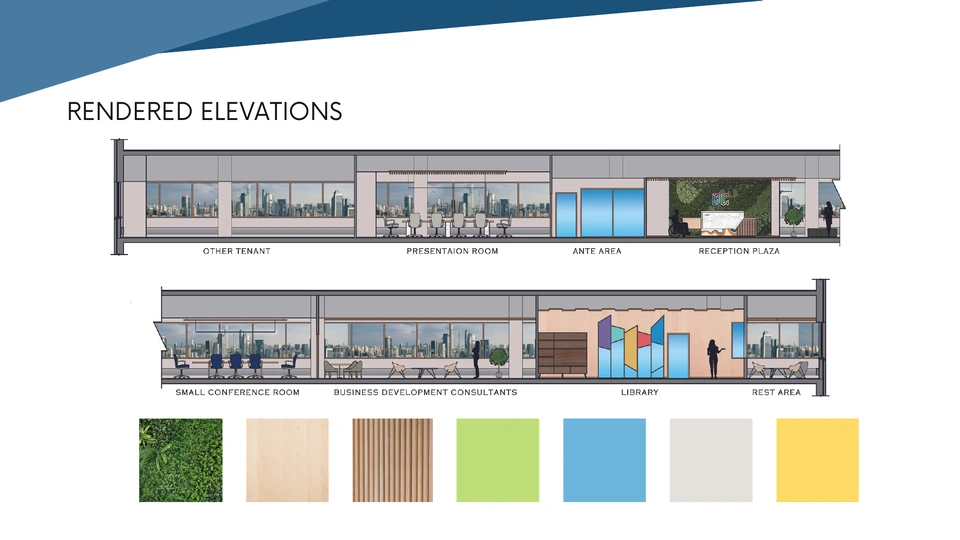 RENDERED ELEVATIONS
OTHER TENANT
PRESENTAION ROOM
ANTE AREA
RECEPTION PLAZA
SMALL CONFERENCE ROOM
BUSINESS DEVELOPMENT CONSULTANTS
LIBRARY
REST AREA